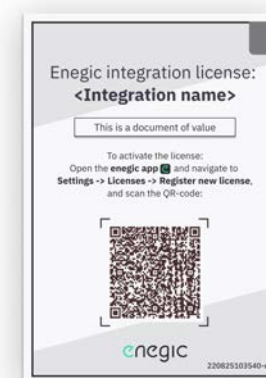 Enegic integration license:
<Integration name>
This is a document of value
To activate the license:
Open the enegic app and navigate to
Settings -> Licenses -> Register new license,
and scan the QR-code:
enegic